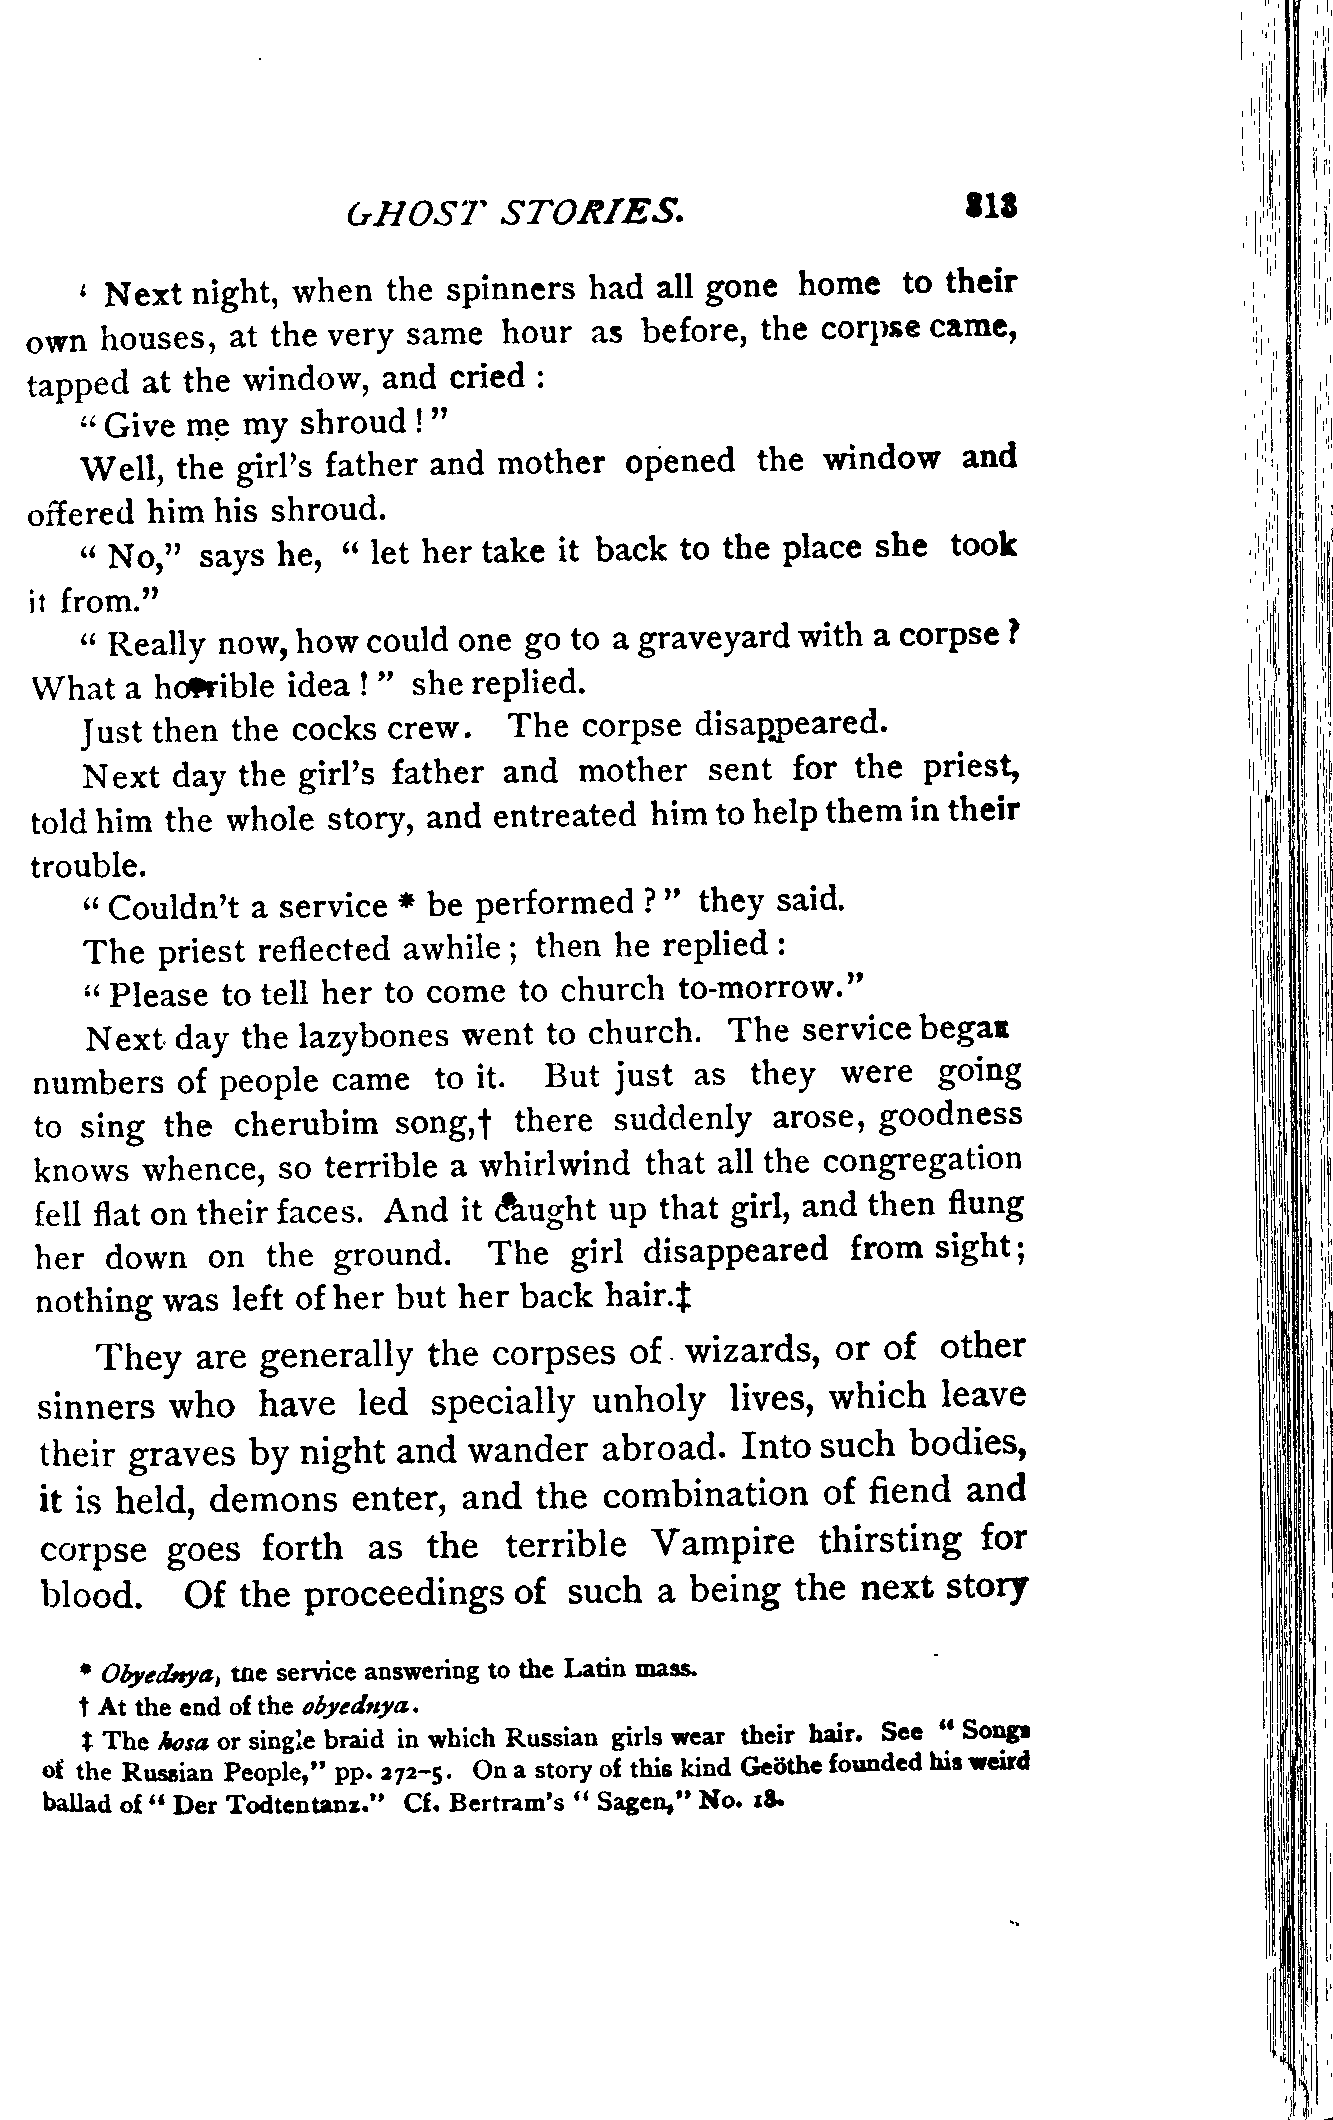 GHOST STORIES. 313
‘ Next night, when the spinners had all gone home to their
own houses, at the very same hour as before, the corpse came,
tapped at the window, and cried :
“ Give me my shroud ! ”
Well, the girl’s father and mother opened the window and
offered him his shroud.
“ No,” says he, “ let her take it back to the place she took
it from.”
“ Really now, how could one go to a graveyard with a corpse ?
What a horrible idea ! ” she replied.
Just then the cocks crew. The corpse disappeared.
Next day the girl’s father and mother sent for the priest,
told him the whole story, and entreated him to help them in their
trouble.
“ Couldn’t a service * be performed ? ” they said.
The priest reflected awhile ; then he replied :
“ Please to tell her to come to church to-morrow.”
Next day the lazybones went to church. The service began
numbers of people came to it. But just as they were going
to sing the cherubim song,† there suddenly arose, goodness
knows whence, so terrible a whirlwind that all the congregation
fell flat on their faces. And it caught up that girl, and then flung
her down on the ground. The girl disappeared from sight;
nothing was left of her but her back hair.‡
They are generally the corpses of wizards, or of other
sinners who have led specially unholy lives, which leave
their graves by night and wander abroad. Into such bodies,
it is held, demons enter, and the combination of fiend and
corpse goes forth as the terrible Vampire thirsting for
blood. Of the proceedings of such a being the next story
* Obyednya, the service answering to the Latin mass.
† At the end of the obyednya.
‡ The kosa or single braid in which Russian girls wear their hair. See “ Songs
of the Russian People,” pp. 272–5. On a story of this kind Geöthe founded his weird
ballad of “ Der Todtentanz.” Cf. Bertram’s “ Sagen,” No. 18.